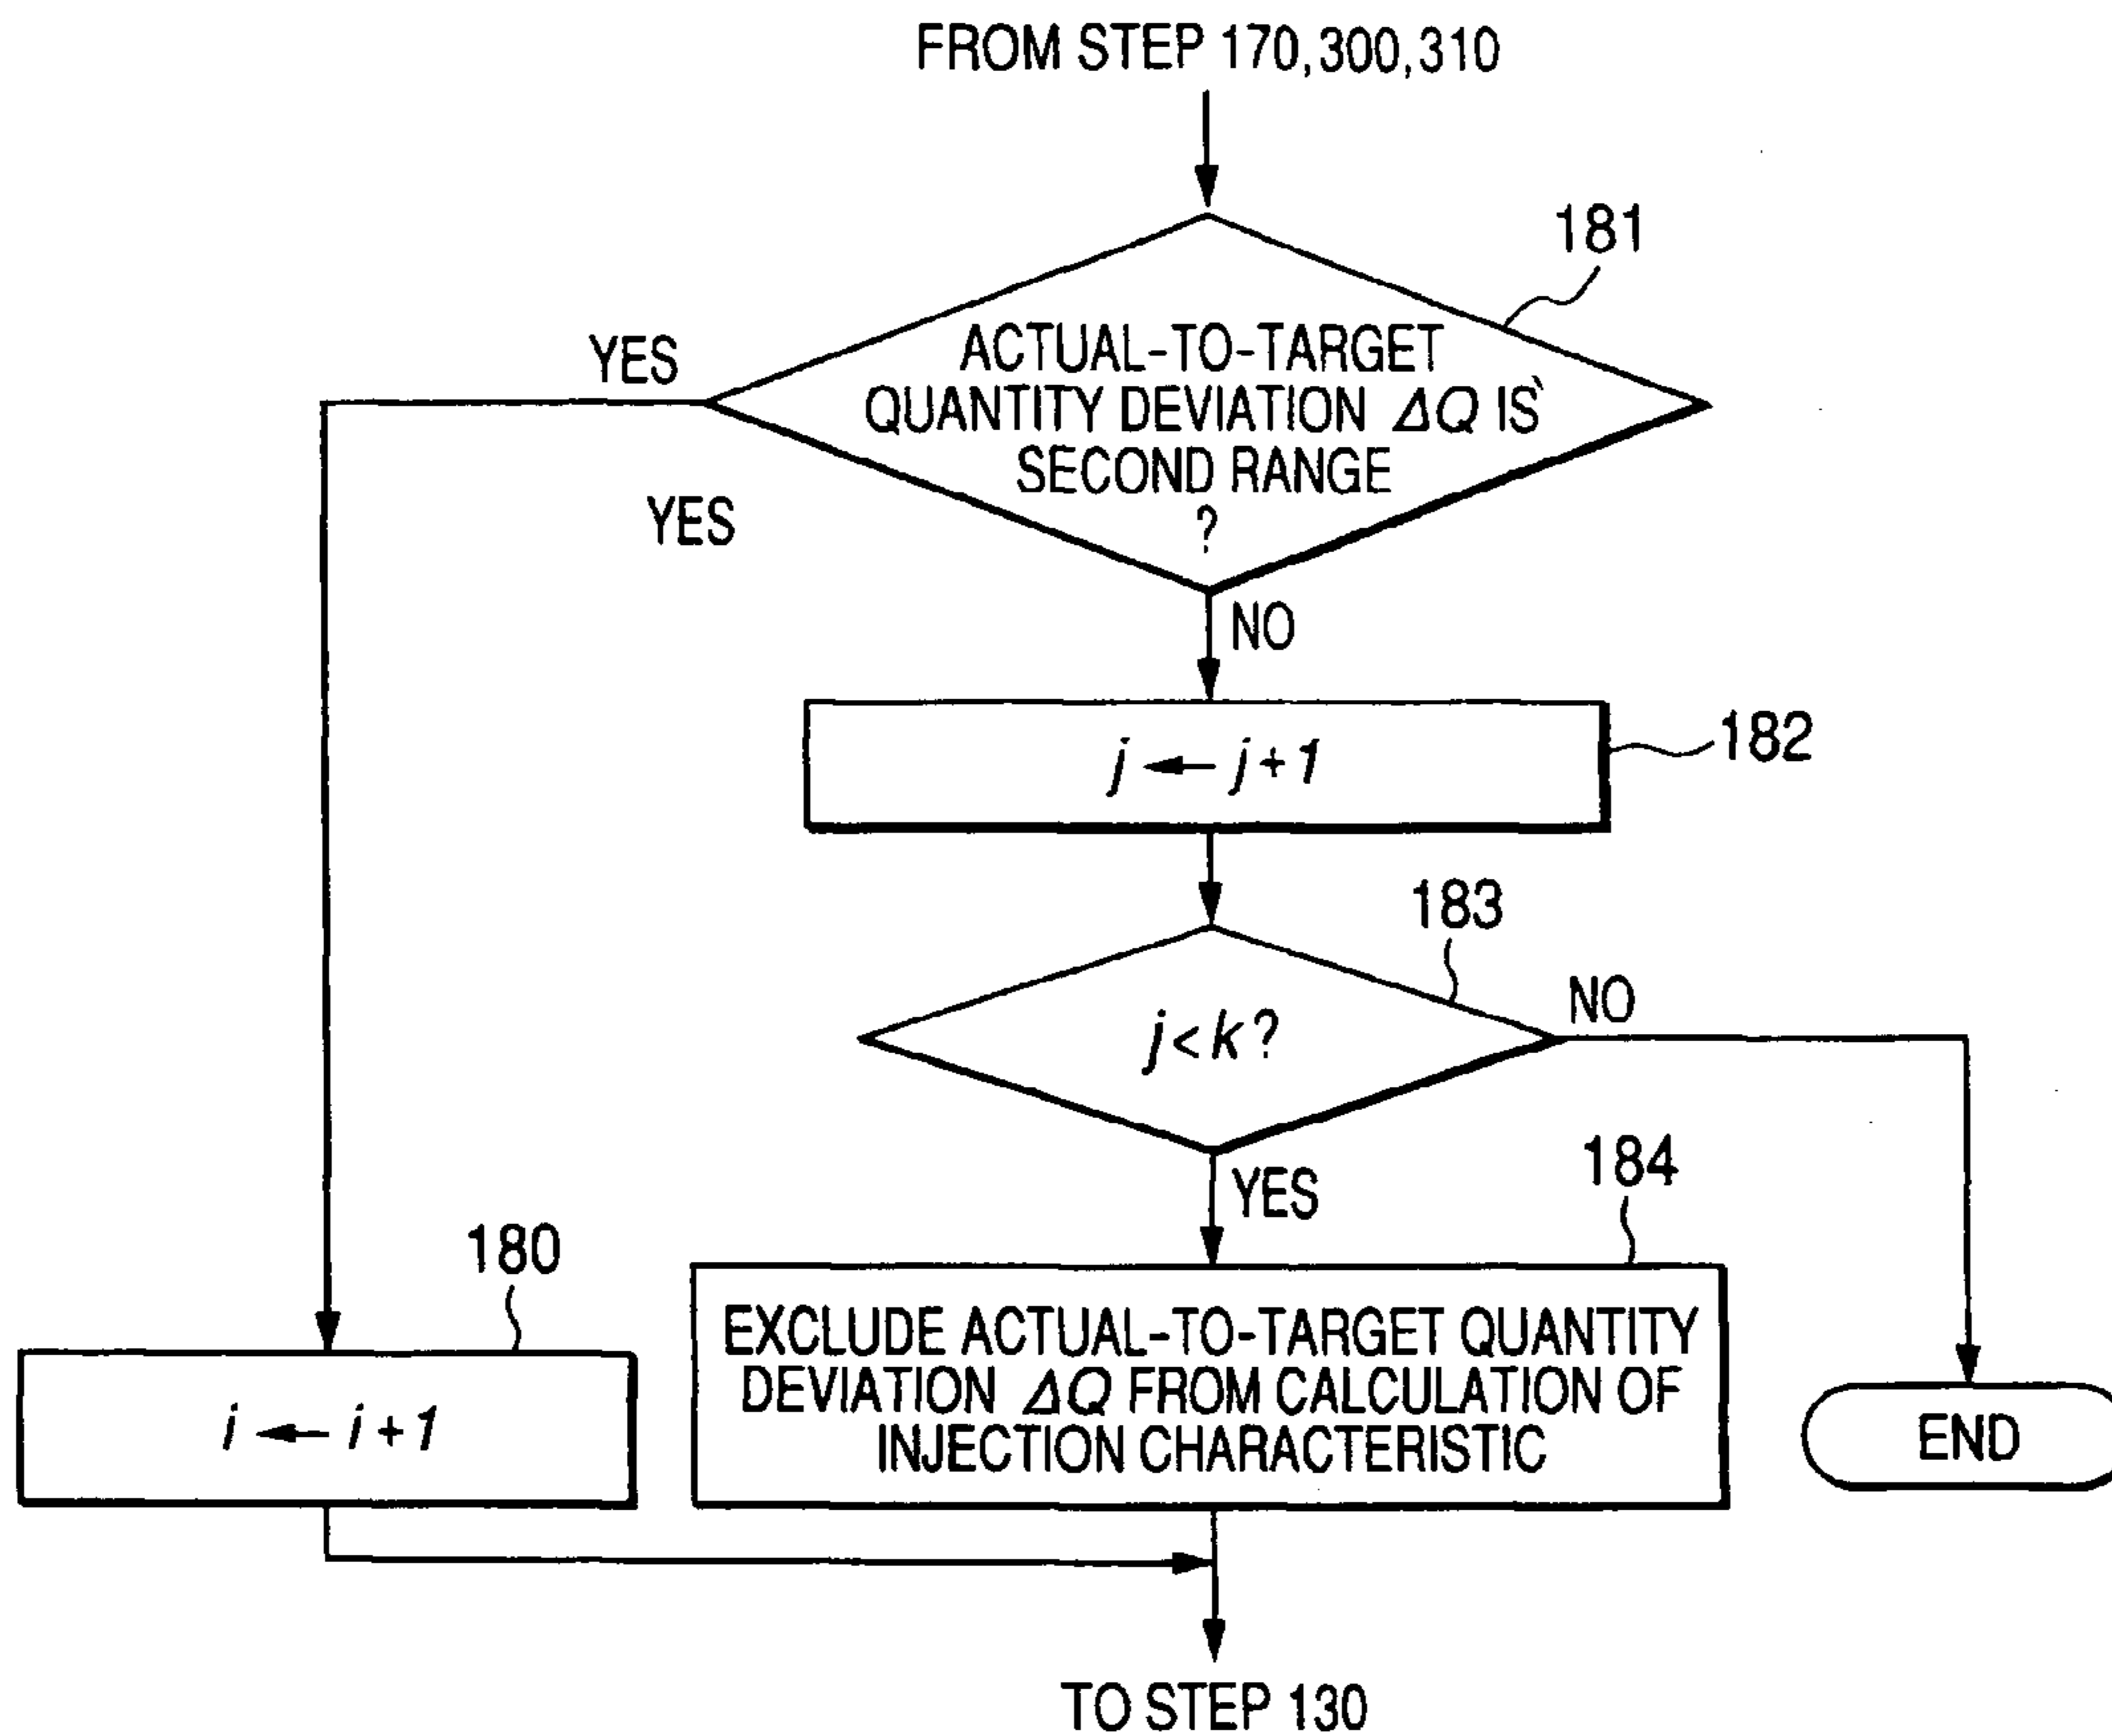 FROM STEP 170,300,310
181
YES
ACTUAL-TO-TARGET
QUANTITY DEVIATION ΔQ IS
SECOND RANGE
YES
?
NO
j ← j+1
182
183
NO
j<k?
184
YES
180
EXCLUDE ACTUAL-TO-TARGET QUANTITY
DEVIATION ΔQ FROM CALCULATION OF
INJECTION CHARACTERISTIC
i ← i+1
END
TO STEP 130